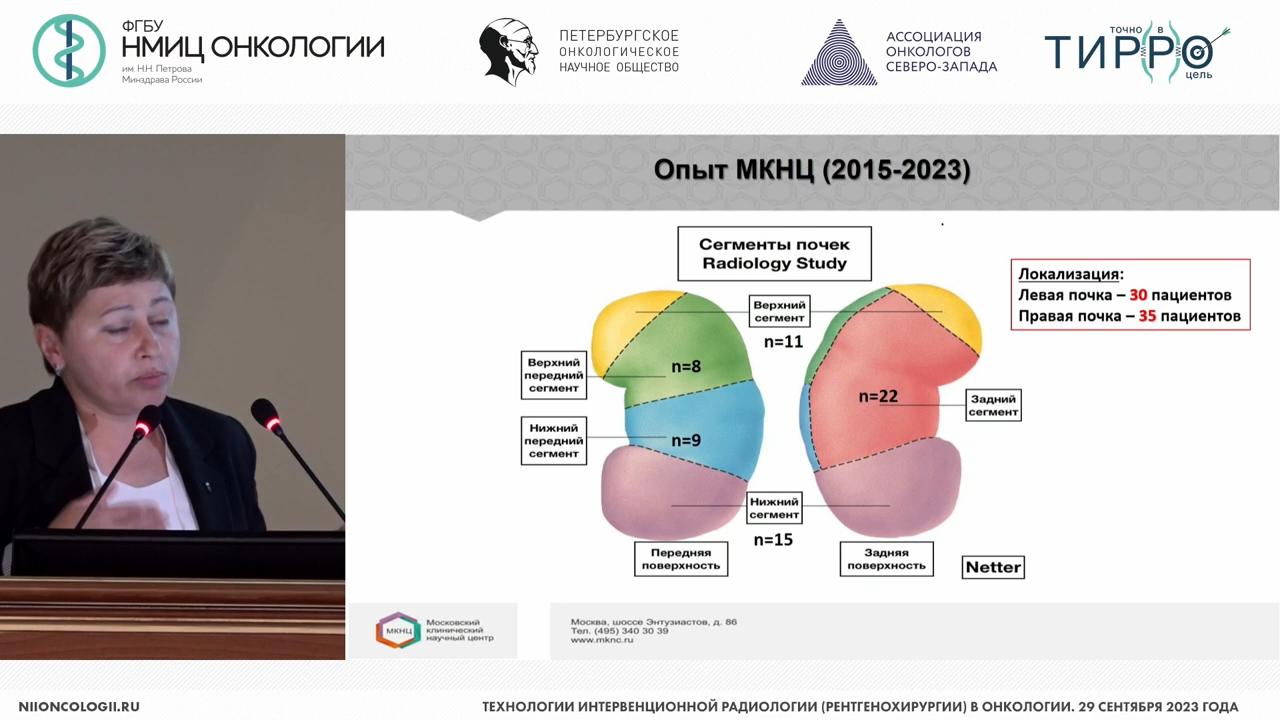 ФГБУ
НМИЦ ОНКОЛОГИИ
им. Н.Н. Петрова
Минздрава России
ПЕТЕРБУРГСКОЕ
ОНКОЛОГИЧЕСКОЕ
НАУЧНОЕ ОБЩЕСТВО
АССОЦИАЦИЯ
ОНКОЛОГОВ
СЕВЕРО-ЗАПАДА
ТОЧНО В
ТИРРО
цель
Опыт МКНЦ (2015-2023)
Сегменты почек
Radiology Study
Локализация:
Левая почка – 30 пациентов
Правая почка – 35 пациентов
Верхний
сегмент
n=11
Верхний
передний
сегмент
n=8
n=22
Задний
сегмент
Нижний
передний
сегмент
n=9
Нижний
сегмент
n=15
Передняя
поверхность
Задняя
поверхность
Netter
МКНЦ
Московский
клинический
научный центр
Москва, шоссе Энтузиастов, д. 86
Тел. (495) 340 30 39
www.mknc.ru
NIIONCOLOGII.RU
ТЕХНОЛОГИИ ИНТЕРВЕНЦИОННОЙ РАДИОЛОГИИ (РЕНТГЕНОХИРУРГИИ) В ОНКОЛОГИИ. 29 СЕНТЯБРЯ 2023 ГОДА